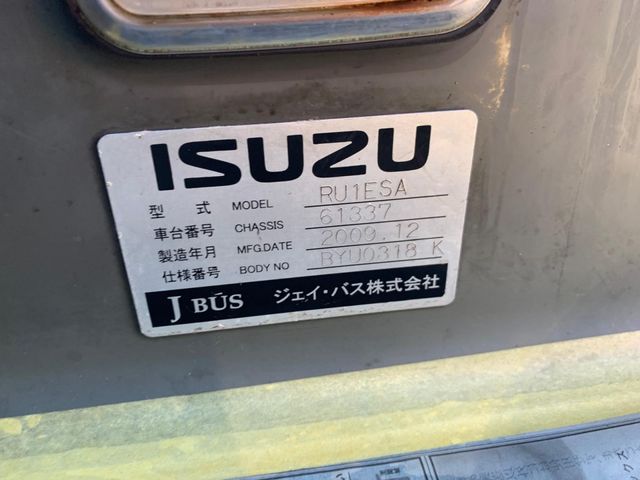 ISUZU
型式 MODEL RU1ESA
車台番号 CHASSIS 61337
製造年月 MFG.DATE 2009.12
仕様番号 BODY NO BYU0318 K
J BUS ジェイ・バス株式会社